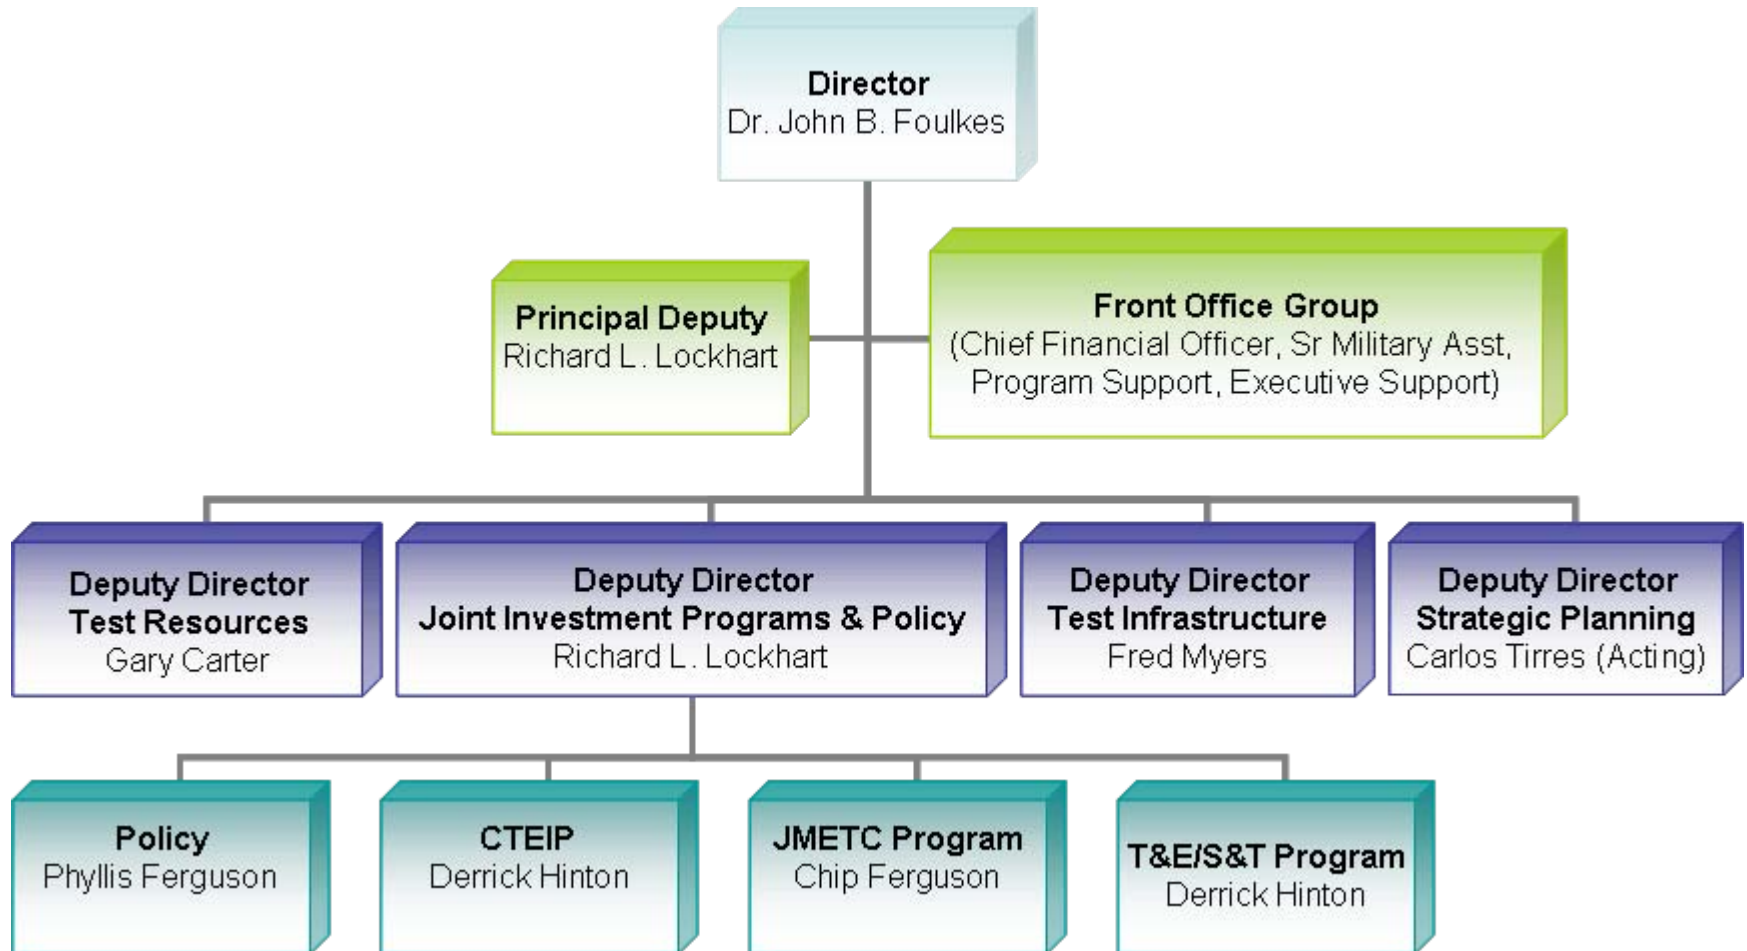 Director
Dr. John B. Foulkes
Principal Deputy
Richard L. Lockhart
Front Office Group
(Chief Financial Officer, Sr Military Asst,
Program Support, Executive Support)
Deputy Director
Test Resources
Gary Carter
Deputy Director
Joint Investment Programs & Policy
Richard L. Lockhart
Deputy Director
Test Infrastructure
Fred Myers
Deputy Director
Strategic Planning
Carlos Tirres (Acting)
Policy
Phyllis Ferguson
CTEIP
Derrick Hinton
JMETC Program
Chip Ferguson
T&E/S&T Program
Derrick Hinton